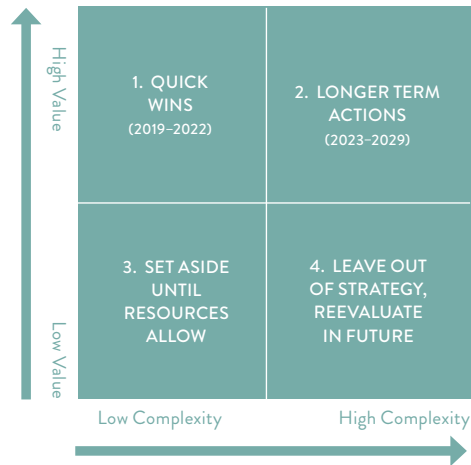 High Value
1. QUICK
WINS
(2019–2022)
2. LONGER TERM
ACTIONS
(2023–2029)
Low Value
3. SET ASIDE
UNTIL
RESOURCES
ALLOW
4. LEAVE OUT
OF STRATEGY,
REEVALUATE
IN FUTURE
Low Complexity
High Complexity